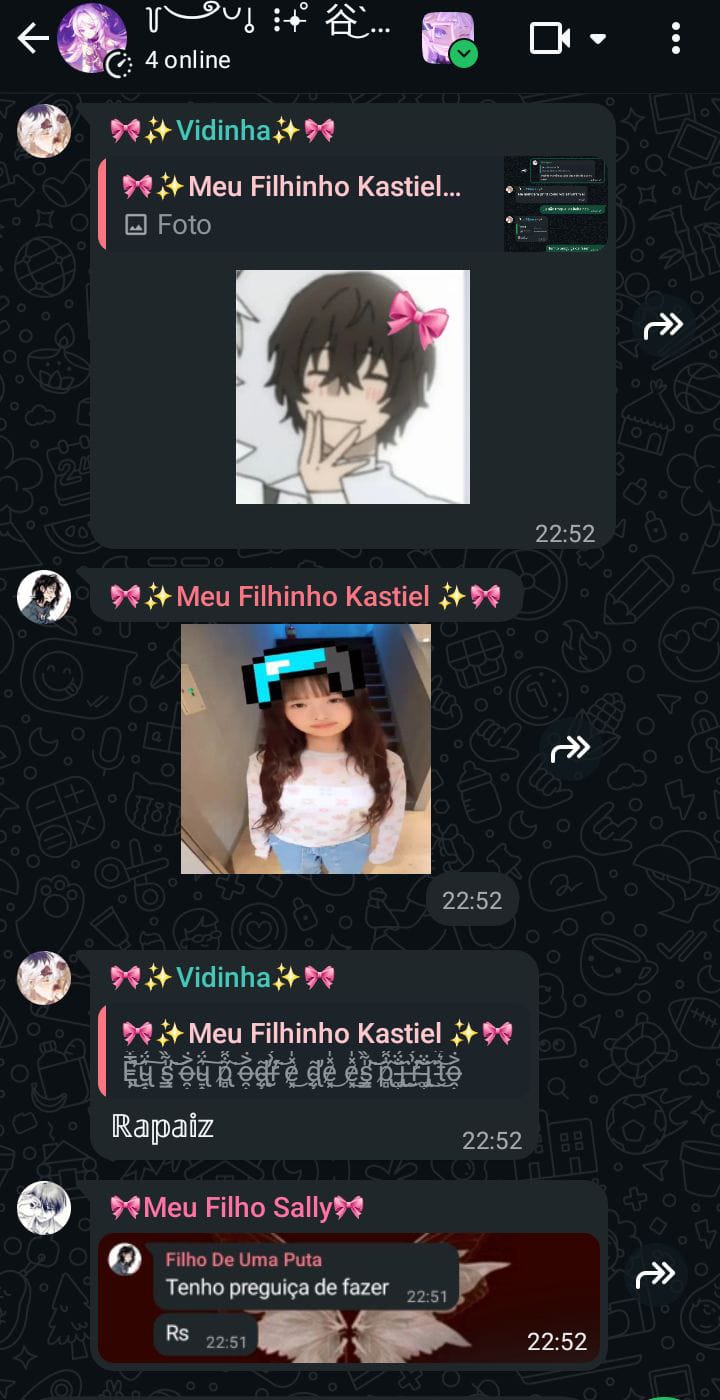 谷
4 online
🎀✨Vidinha✨🎀
🎀✨Meu Filhinho Kastiel...
Foto
22:52
🎀✨Meu Filhinho Kastiel ✨🎀
22:52
🎀✨Vidinha✨🎀
🎀✨Meu Filhinho Kastiel ✨🎀
Eu sou podre de espirito
ℝ𝕒𝕡𝕒𝕚𝕫
22:52
🎀Meu Filho Sally🎀
Filho De Uma Puta
Tenho preguiça de fazer
22:51
Rs
22:51
22:52